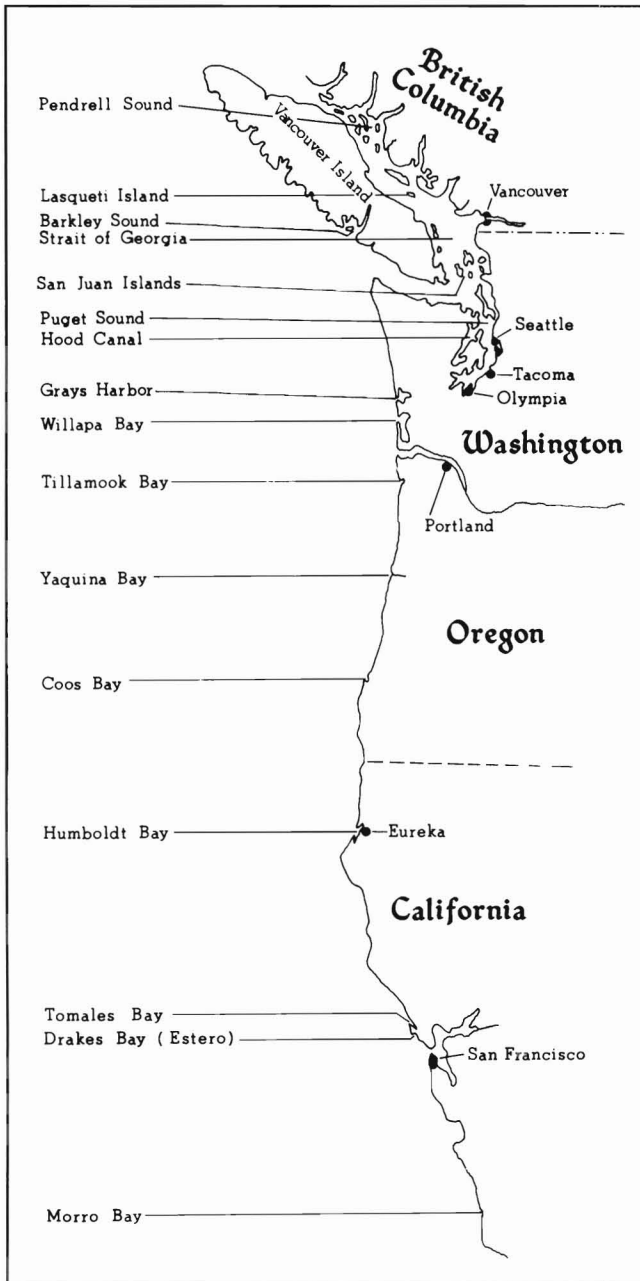 British
Columbia
Pendrell Sound
Vancouver Island
Lasqueti Island
Vancouver
Barkley Sound
Strait of Georgia
San Juan Islands
Puget Sound
Seattle
Hood Canal
Tacoma
Grays Harbor
Olympia
Willapa Bay
Washington
Tillamook Bay
Portland
Yaquina Bay
Oregon
Coos Bay
Humboldt Bay
Eureka
California
Tomales Bay
Drakes Bay (Estero)
San Francisco
Morro Bay